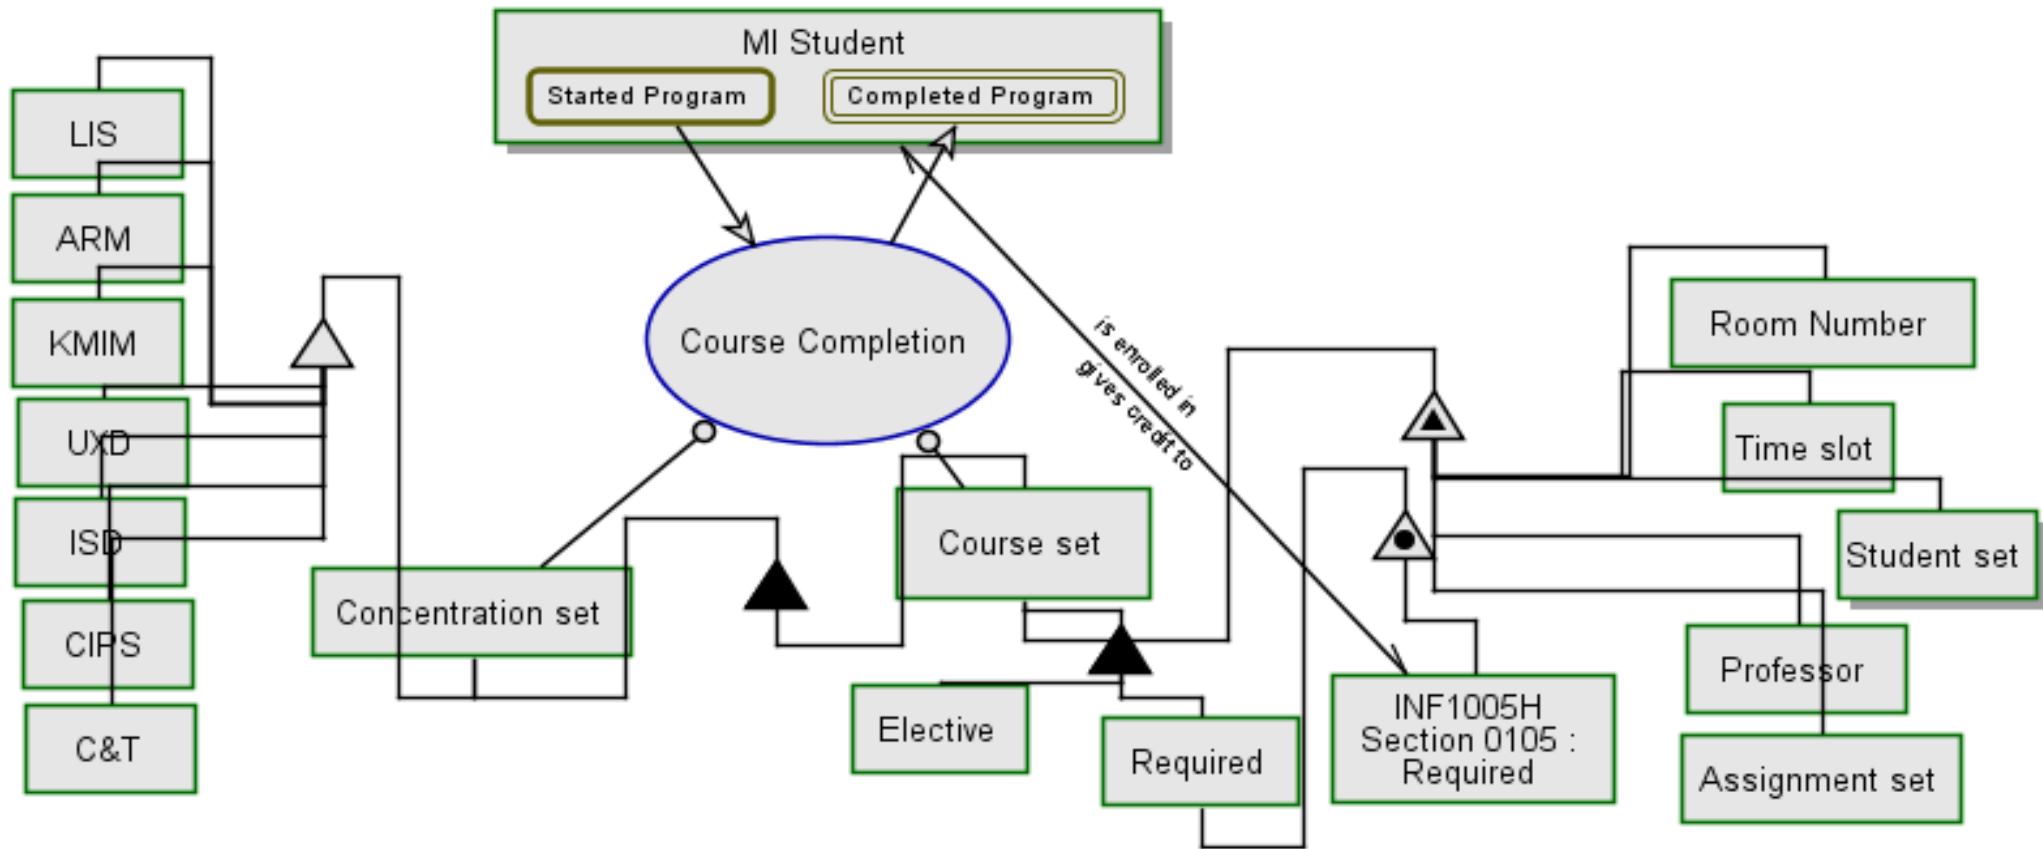 MI Student
Started Program
Completed Program
LIS
ARM
KMIM
UXD
ISD
CIPS
C&T
Course Completion
is enrolled in
gives credit to
Concentration set
Course set
Elective
Required
INF1005H
Section 0105 :
Required
Room Number
Time slot
Student set
Professor
Assignment set